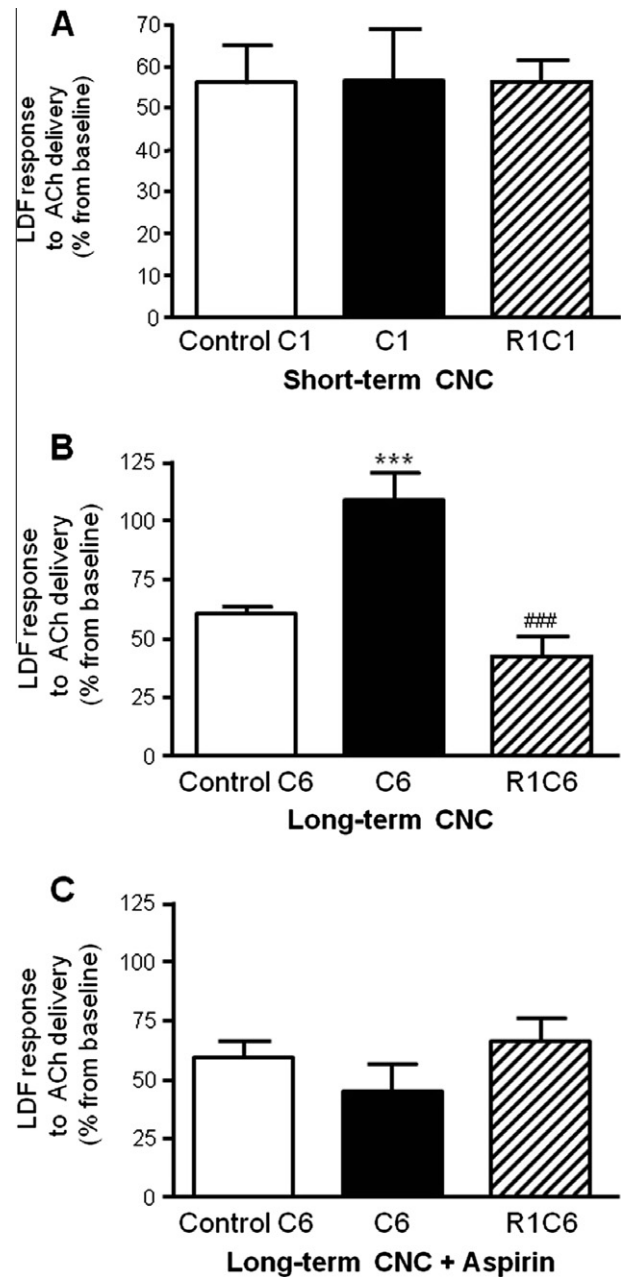 A
LDF response
to ACh delivery
(% from baseline)
70
60
50
40
30
20
10
0
Control C1 C1 R1C1
Short-term CNC
B
LDF response
to ACh delivery
(% from baseline)
125
100
75
50
25
0
***
###
Control C6 C6 R1C6
Long-term CNC
C
LDF response
to ACh delivery
(% from baseline)
125
100
75
50
25
0
Control C6 C6 R1C6
Long-term CNC + Aspirin